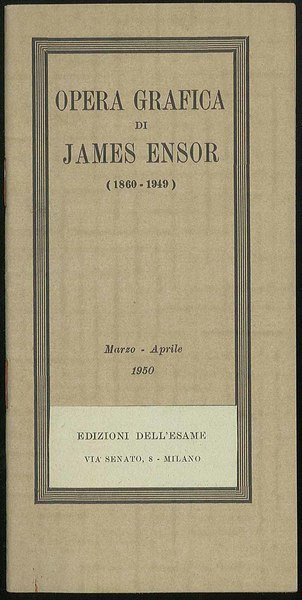 OPERA GRAFICA
DI
JAMES ENSOR
(1860 - 1949)
Marzo - Aprile
1950
EDIZIONI DELL'ESAME
VIA SENATO, 8 - MILANO